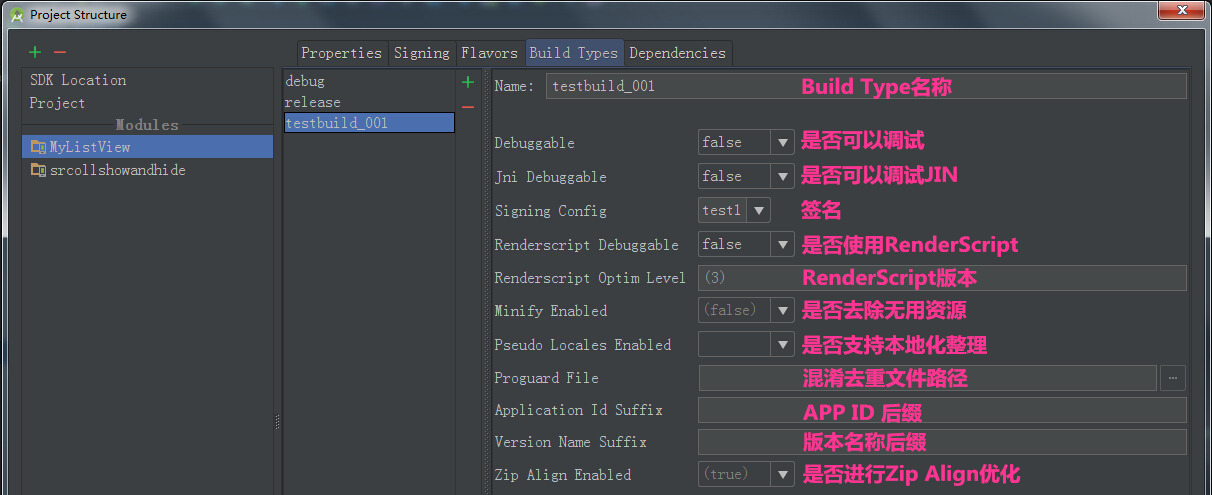 Project Structure
Properties Signing Flavors Build Types Dependencies
SDK Location
Project
Modules
MyListView
srcollshowandhide
debug
release
testbuild_001
Name: testbuild_001 Build Type名称
Debuggable false 是否可以调试
Jni Debuggable false 是否可以调试JIN
Signing Config test1 签名
Renderscript Debuggable false 是否使用RenderScript
Renderscript Optim Level (3) RenderScript版本
Minify Enabled (false) 是否去除无用资源
Pseudo Locales Enabled 是否支持本地化整理
Proguard File 混淆去重文件路径 ...
Application Id Suffix APP ID 后缀
Version Name Suffix 版本名称后缀
Zip Align Enabled (true) 是否进行Zip Align优化